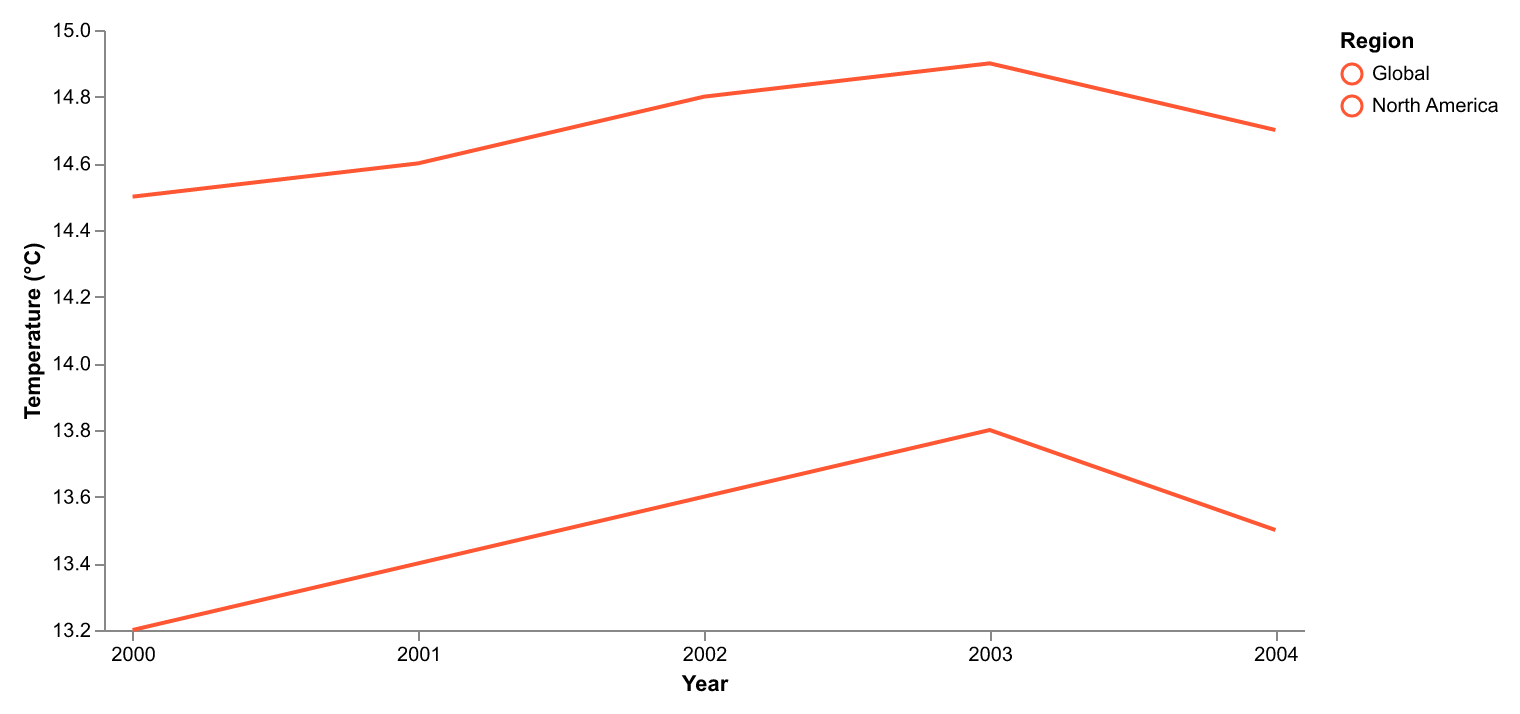 15.0
14.8
14.6
14.4
14.2
14.0
13.8
13.6
13.4
13.2
Temperature (°C)
2000 2001 2002 2003 2004
Year
Region
Global
North America